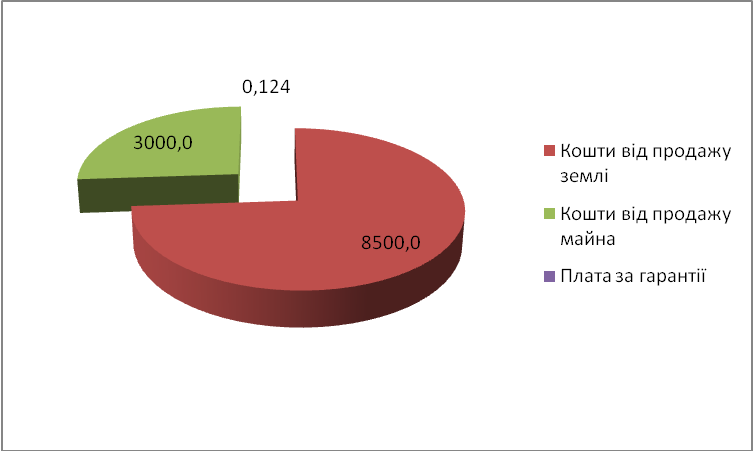 0,124
3000,0
8500,0
Кошти від продажу
землі
Кошти від продажу
майна
Плата за гарантії